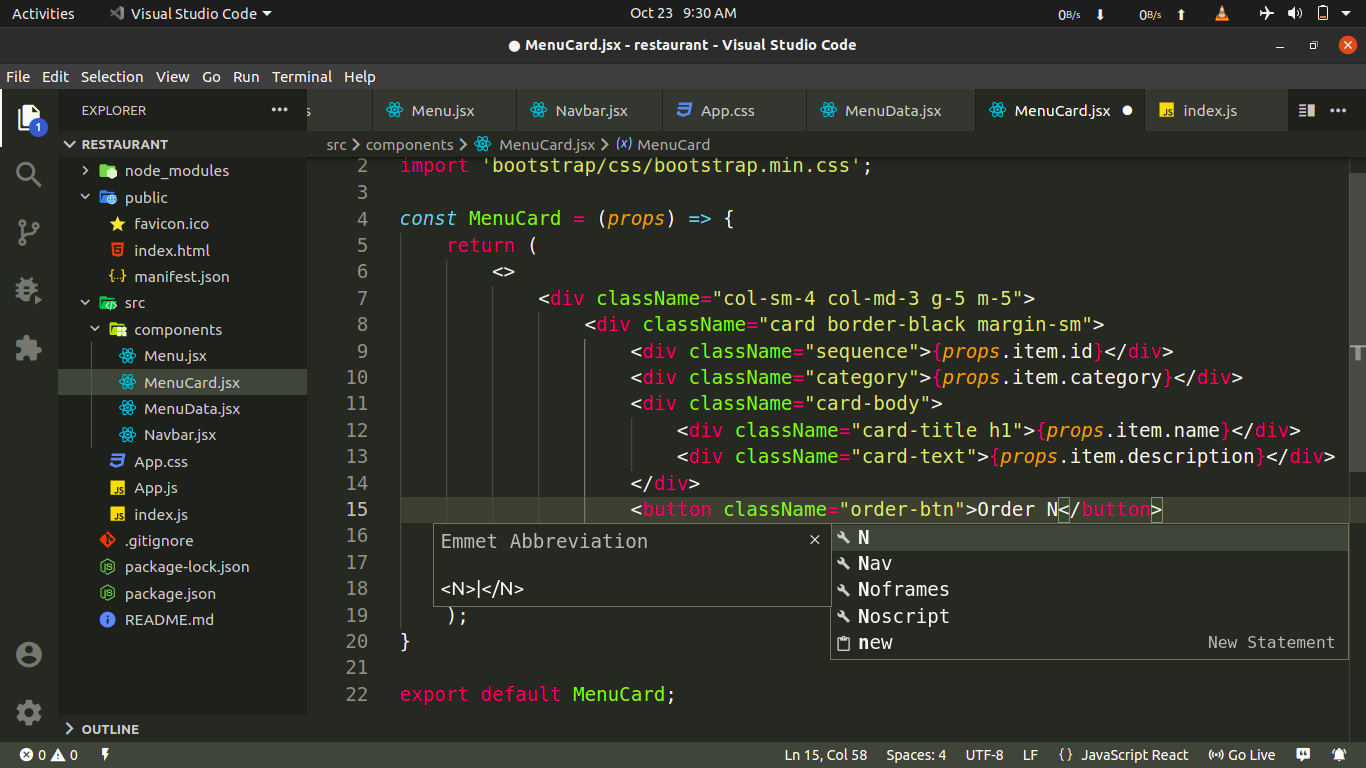 Activities Visual Studio Code Oct 23 9:30 AM 0B/s 0B/s
MenuCard.jsx - restaurant - Visual Studio Code
File Edit Selection View Go Run Terminal Help
EXPLORER
s Menu.jsx Navbar.jsx App.css MenuData.jsx MenuCard.jsx index.js
1
RESTAURANT
node_modules
public
favicon.ico
index.html
manifest.json
src
components
Menu.jsx
MenuCard.jsx
MenuData.jsx
Navbar.jsx
App.css
App.js
index.js
.gitignore
package-lock.json
package.json
README.md
OUTLINE
src > components > MenuCard.jsx > MenuCard
2 import 'bootstrap/css/bootstrap.min.css';
3
4 const MenuCard = (props) => {
5 return (
6 <>
7 <div className="col-sm-4 col-md-3 g-5 m-5">
8 <div className="card border-black margin-sm">
9 <div className="sequence">{props.item.id}</div>
10 <div className="category">{props.item.category}</div>
11 <div className="card-body">
12 <div className="card-title h1">{props.item.name}</div>
13 <div className="card-text">{props.item.description}</div>
14 </div>
15 <button className="order-btn">Order N</button>
16
17
18
19 );
20 }
21
22 export default MenuCard;
Emmet Abbreviation
<N>|</N>
N
Nav
Noframes
Noscript
new New Statement
0 0 Ln 15, Col 58 Spaces: 4 UTF-8 LF {} JavaScript React Go Live